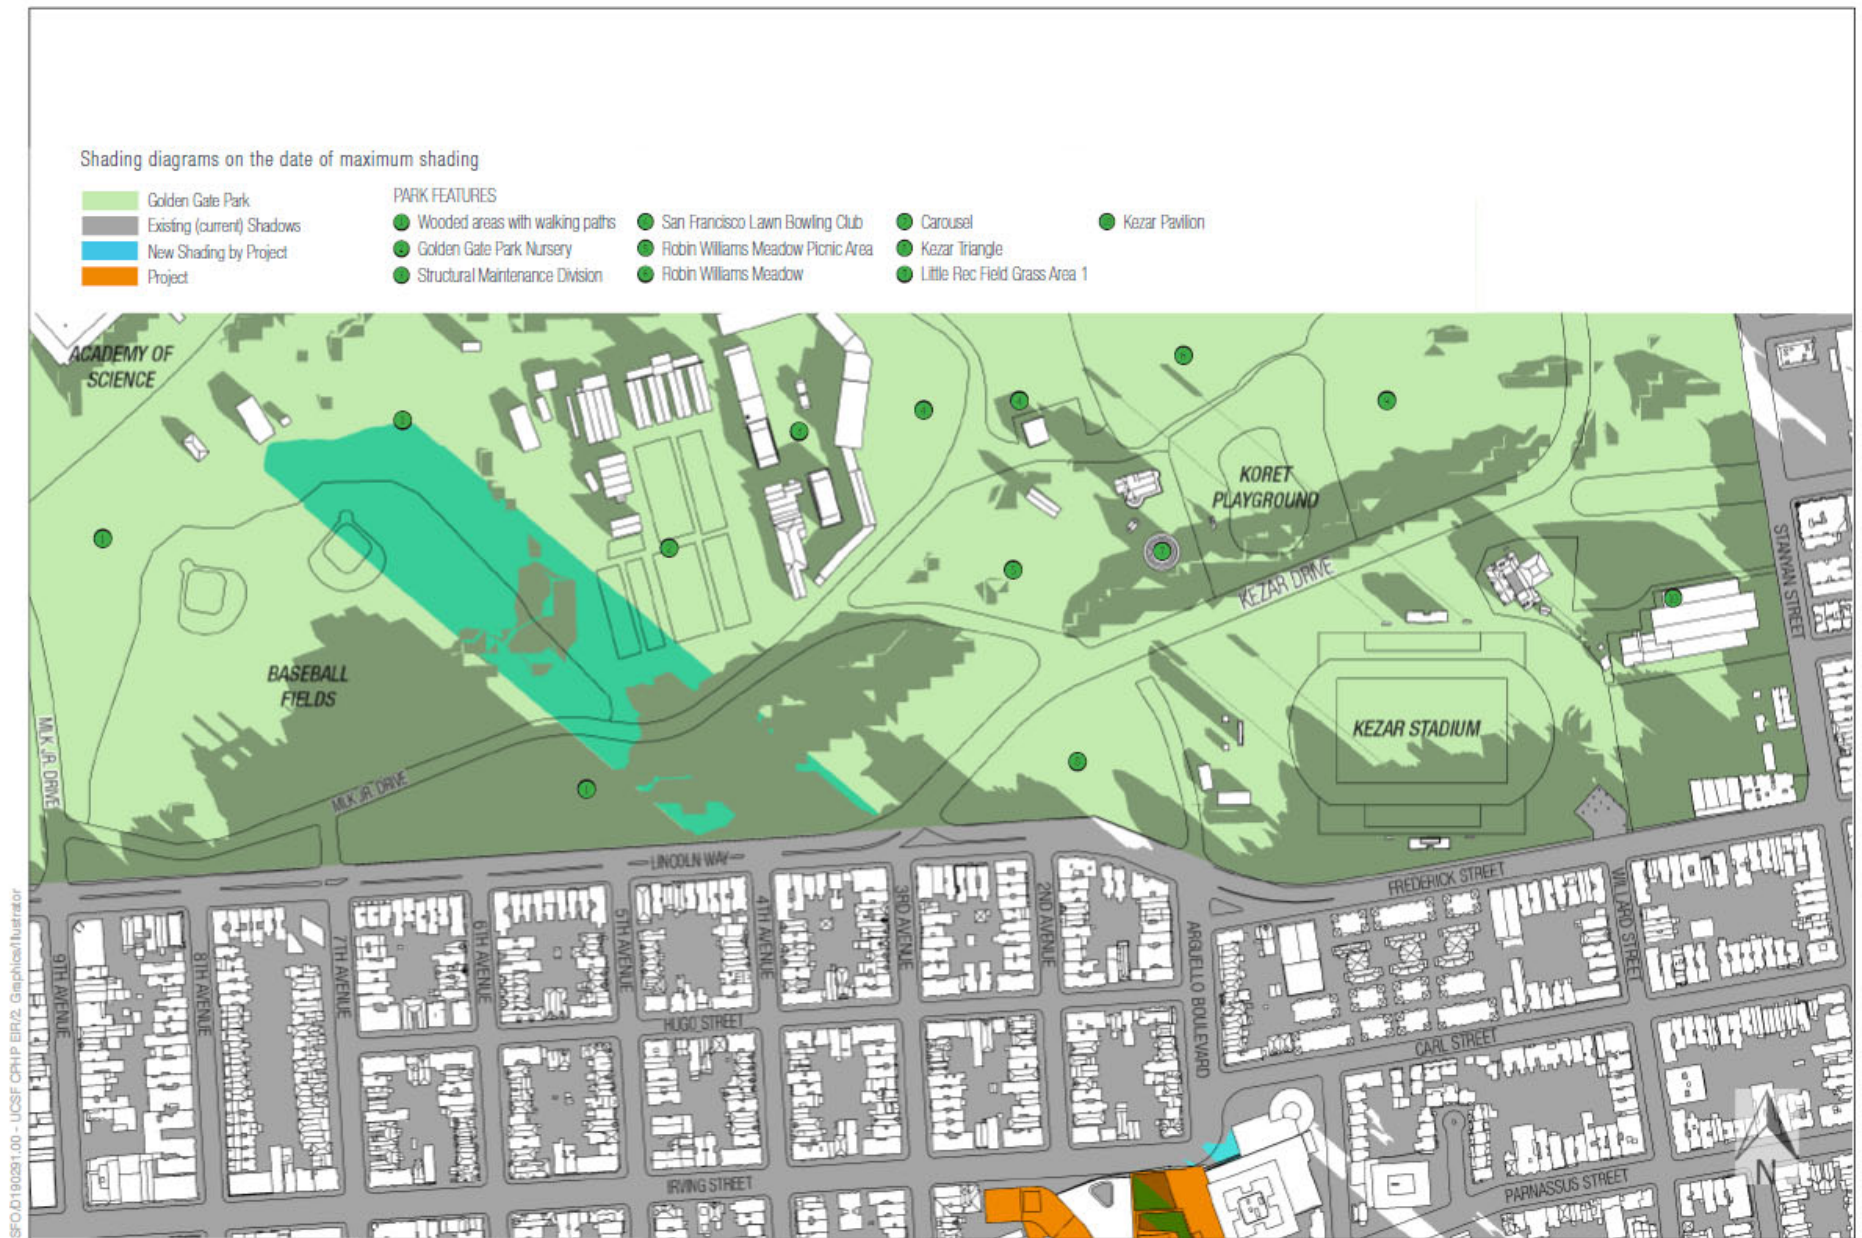 Shading diagrams on the date of maximum shading
Golden Gate Park
Existing (current) Shadows
New Shading by Project
Project
PARK FEATURES
Wooded areas with walking paths
Golden Gate Park Nursery
Structural Maintenance Division
San Francisco Lawn Bowling Club
Robin Williams Meadow Picnic Area
Robin Williams Meadow
Carousel
Kezar Triangle
Little Rec Field Grass Area 1
Kezar Pavilion
ACADEMY OF
SCIENCE
KORET
PLAYGROUND
KEZAR DRIVE
STANYAN STREET
BASEBALL
FIELDS
KEZAR STADIUM
MLK JR. DRIVE
MLK JR. DRIVE
LINCOLN WAY
FREDERICK STREET
9TH AVENUE
8TH AVENUE
7TH AVENUE
6TH AVENUE
5TH AVENUE
4TH AVENUE
3RD AVENUE
2ND AVENUE
ARGUELLO BOULEVARD
WILLARD STREET
HUGO STREET
CARL STREET
IRVING STREET
PARNASSUS STREET
N
SFO/D190291.00 - UCSF CPHP EIR/2. Graphics/Illustrator